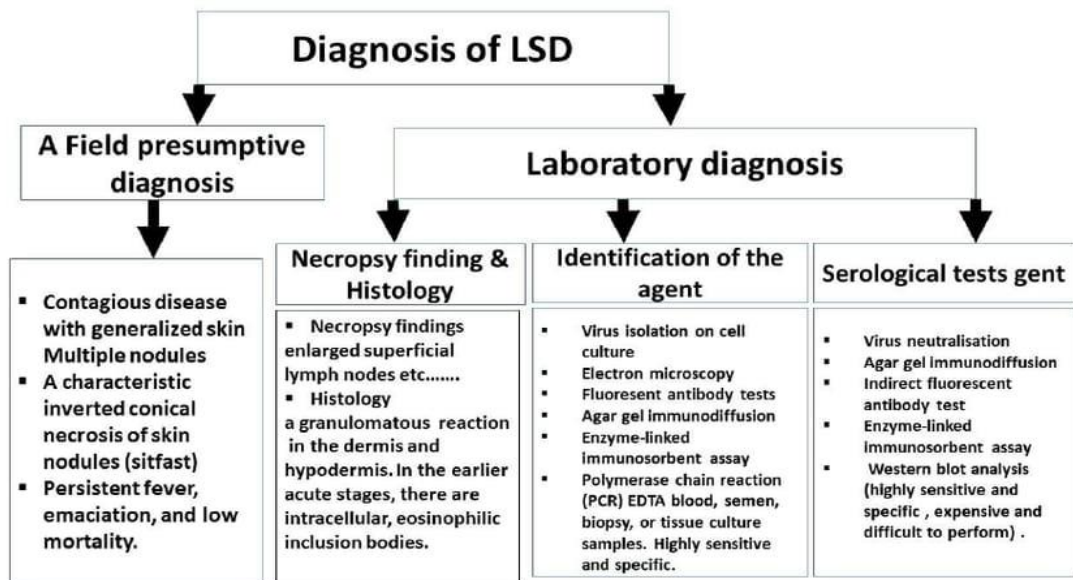 Diagnosis of LSD
A Field presumptive
diagnosis
Laboratory diagnosis
▪ Contagious disease
with generalized skin
Multiple nodules
▪ A characteristic
inverted conical
necrosis of skin
nodules (sitfast)
▪ Persistent fever,
emaciation, and low
mortality.
Necropsy finding &
Histology
▪ Necropsy findings
enlarged superficial
lymph nodes etc.......
▪ Histology
a granulomatous reaction
in the dermis and
hypodermis. In the earlier
acute stages, there are
intracellular, eosinophilic
inclusion bodies.
Identification of the
agent
▪ Virus isolation on cell
culture
▪ Electron microscopy
▪ Fluoresent antibody tests
▪ Agar gel immunodiffusion
▪ Enzyme-linked
immunosorbent assay
▪ Polymerase chain reaction
(PCR) EDTA blood, semen,
biopsy, or tissue culture
samples. Highly sensitive
and specific.
Serological tests gent
▪ Virus neutralisation
▪ Agar gel immunodiffusion
▪ Indirect fluorescent
antibody test
▪ Enzyme-linked
immunosorbent assay
▪ Western blot analysis
(highly sensitive and
specific , expensive and
difficult to perform) .